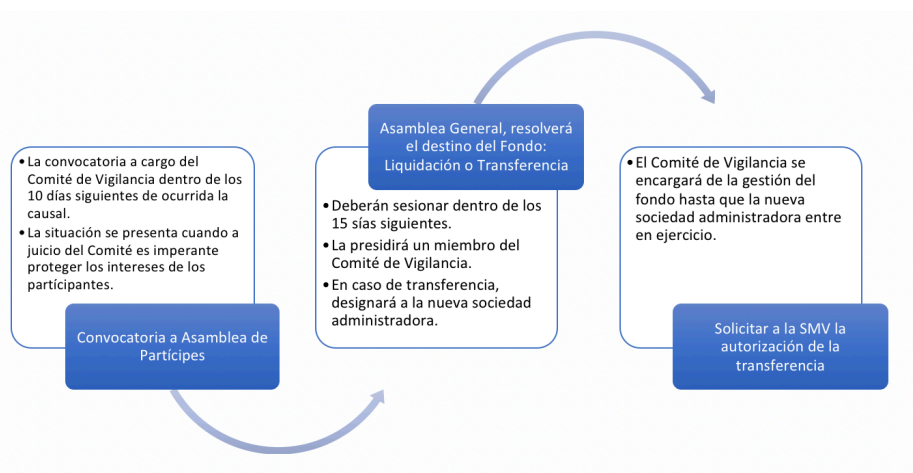 • La convocatoria a cargo del
Comité de Vigilancia dentro de los
10 días siguientes de ocurrida la
causal.
• La situación se presenta cuando a
juicio del Comité es imperante
proteger los intereses de los
partícipantes.
Convocatoria a Asamblea de
Partícipes
Asamblea General, resolverá
el destino del Fondo:
Liquidación o Transferencia
• Deberán sesionar dentro de los
15 sías siguientes.
• La presidirá un miembro del
Comité de Vigilancia.
• En caso de transferencia,
designará a la nueva sociedad
administradora.
• El Comité de Vigilancia se
encargará de la gestión del
fondo hasta que la nueva
sociedad administradora entre
en ejercicio.
Solicitar a la SMV la
autorización de la
transferencia